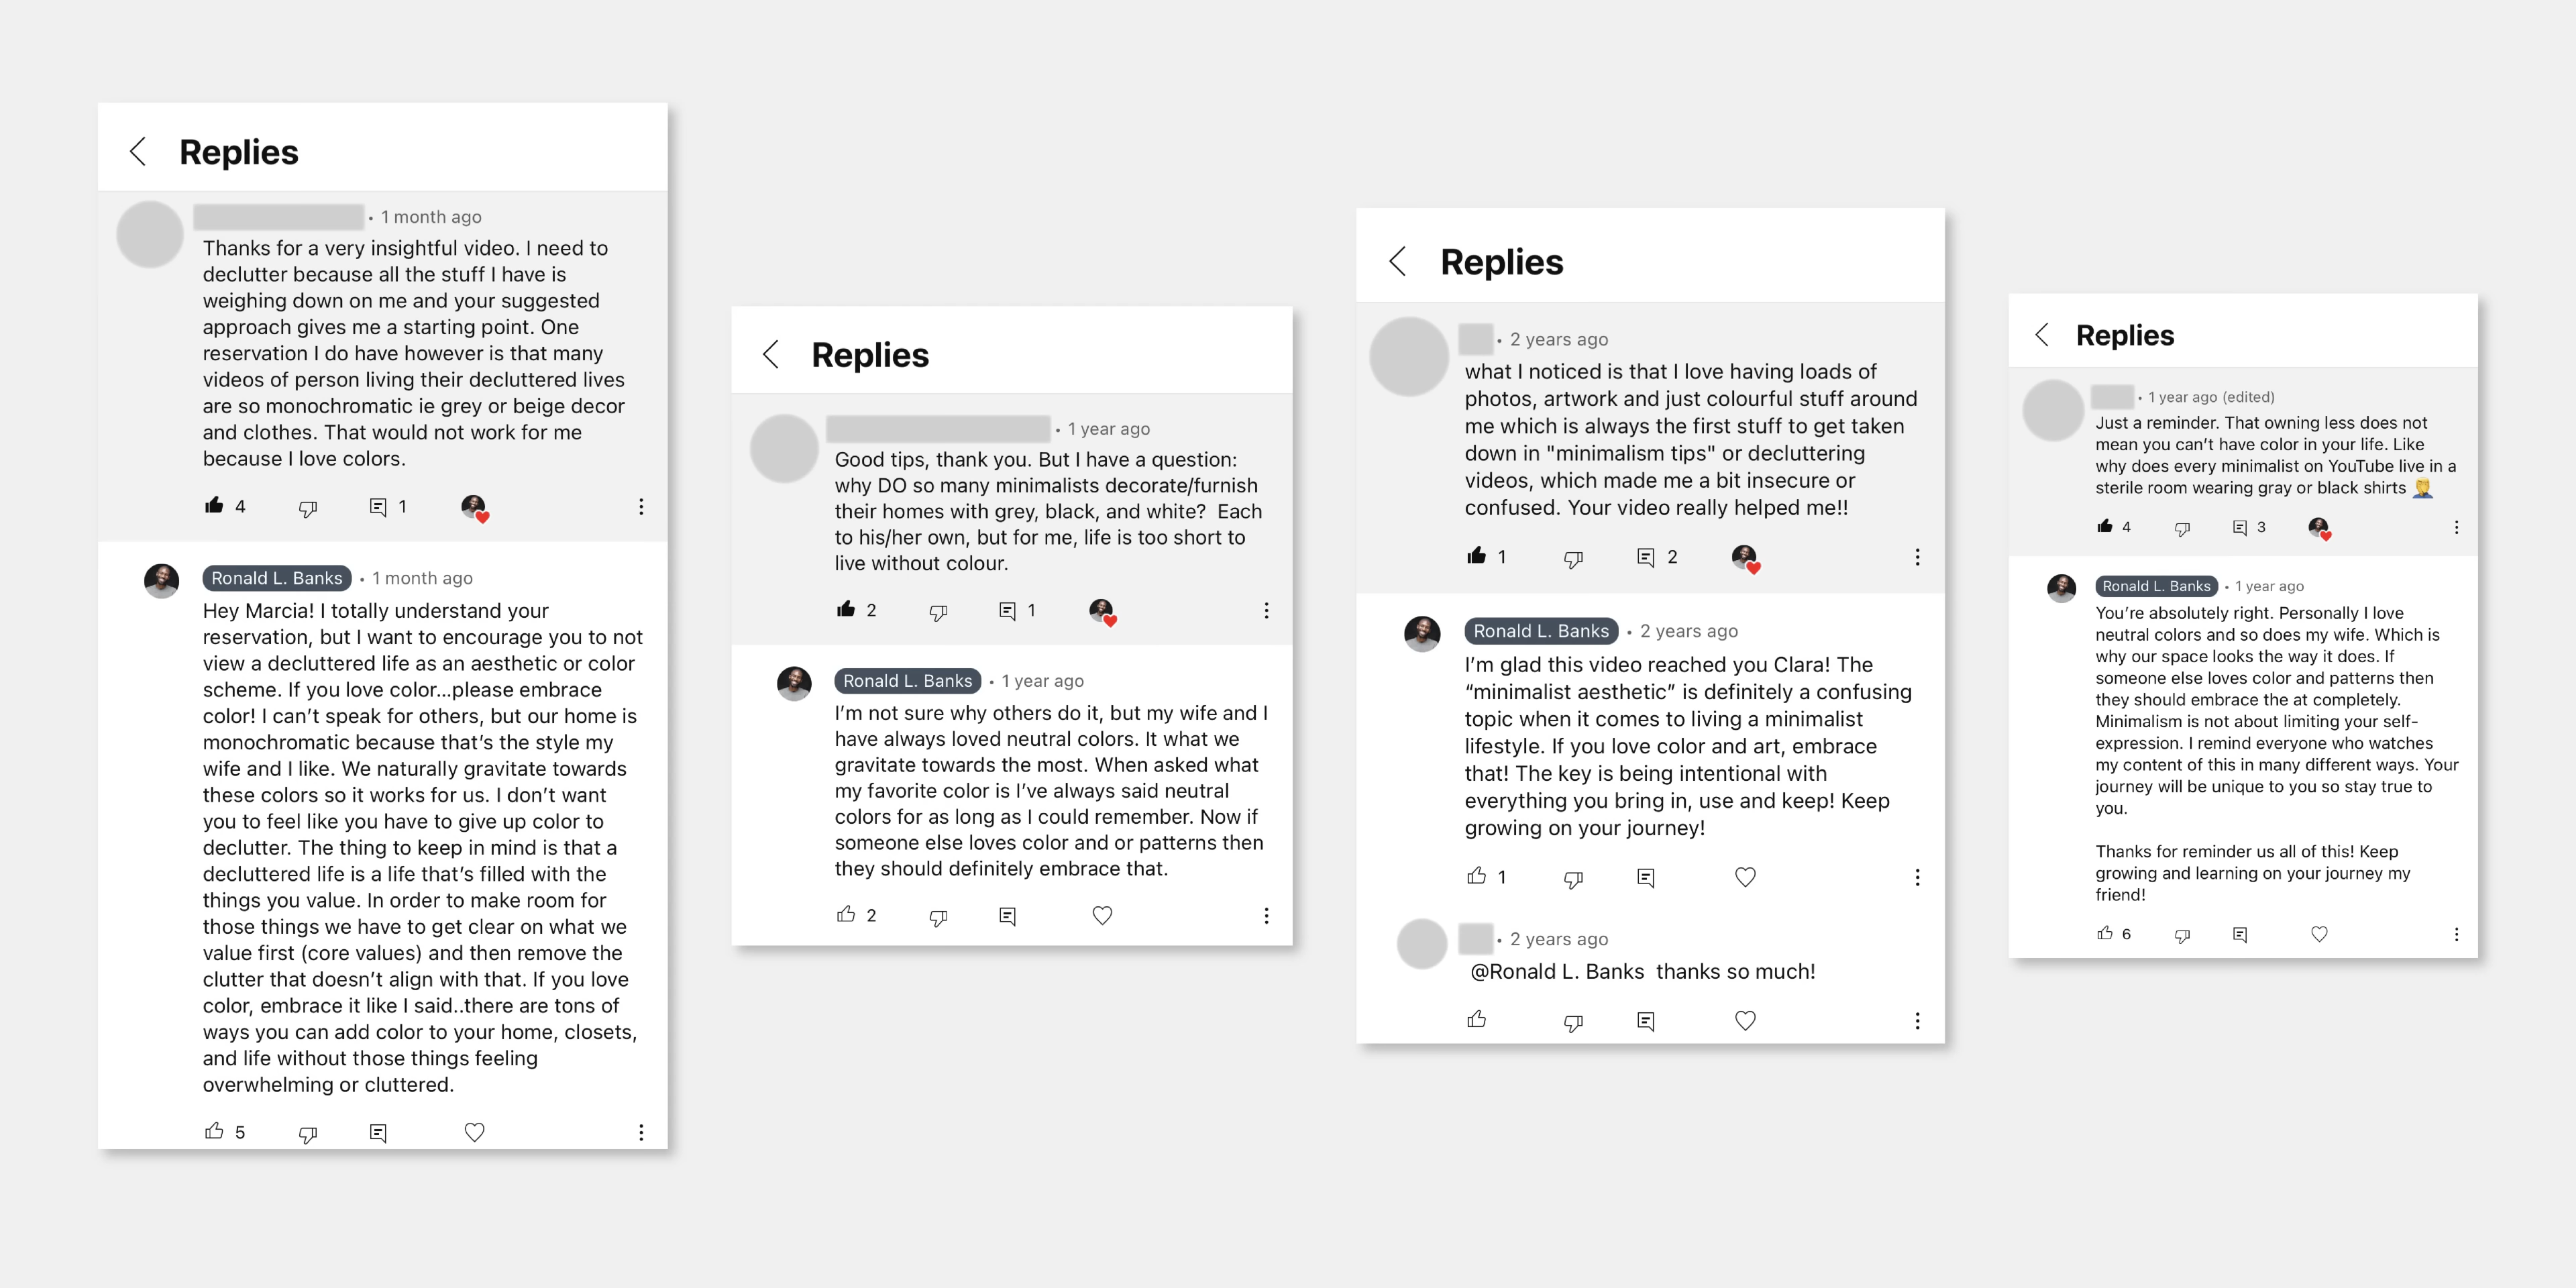 Replies
• 1 month ago
Thanks for a very insightful video. I need to
declutter because all the stuff I have is
weighing down on me and your suggested
approach gives me a starting point. One
reservation I do have however is that many
videos of person living their decluttered lives
are so monochromatic ie grey or beige decor
and clothes. That would not work for me
because I love colors.
4 1
Ronald L. Banks • 1 month ago
Hey Marcia! I totally understand your
reservation, but I want to encourage you to not
view a decluttered life as an aesthetic or color
scheme. If you love color...please embrace
color! I can’t speak for others, but our home is
monochromatic because that’s the style my
wife and I like. We naturally gravitate towards
these colors so it works for us. I don’t want
you to feel like you have to give up color to
declutter. The thing to keep in mind is that a
decluttered life is a life that’s filled with the
things you value. In order to make room for
those things we have to get clear on what we
value first (core values) and then remove the
clutter that doesn’t align with that. If you love
color, embrace it like I said..there are tons of
ways you can add color to your home, closets,
and life without those things feeling
overwhelming or cluttered.
5
Replies
• 1 year ago
Good tips, thank you. But I have a question:
why DO so many minimalists decorate/furnish
their homes with grey, black, and white? Each
to his/her own, but for me, life is too short to
live without colour.
2 1
Ronald L. Banks • 1 year ago
I’m not sure why others do it, but my wife and I
have always loved neutral colors. It what we
gravitate towards the most. When asked what
my favorite color is I’ve always said neutral
colors for as long as I could remember. Now if
someone else loves color and or patterns then
they should definitely embrace that.
2
Replies
• 2 years ago
what I noticed is that I love having loads of
photos, artwork and just colourful stuff around
me which is always the first stuff to get taken
down in "minimalism tips" or decluttering
videos, which made me a bit insecure or
confused. Your video really helped me!!
1 2
Ronald L. Banks • 2 years ago
I’m glad this video reached you Clara! The
“minimalist aesthetic” is definitely a confusing
topic when it comes to living a minimalist
lifestyle. If you love color and art, embrace
that! The key is being intentional with
everything you bring in, use and keep! Keep
growing on your journey!
1
• 2 years ago
@Ronald L. Banks thanks so much!
Replies
• 1 year ago (edited)
Just a reminder. That owning less does not
mean you can’t have color in your life. Like
why does every minimalist on YouTube live in a
sterile room wearing gray or black shirts 🤦‍♂️
4 3
Ronald L. Banks • 1 year ago
You’re absolutely right. Personally I love
neutral colors and so does my wife. Which is
why our space looks the way it does. If
someone else loves color and patterns then
they should embrace the at completely.
Minimalism is not about limiting your self-
expression. I remind everyone who watches
my content of this in many different ways. Your
journey will be unique to you so stay true to
you.
Thanks for reminder us all of this! Keep
growing and learning on your journey my
friend!
6